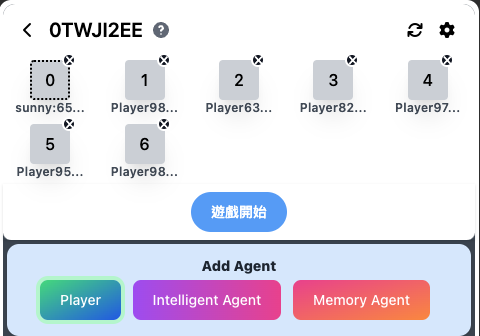 0TWJI2EE ?
0 1 2 3 4
sunny:65... Player98... Player63... Player82... Player97...
5 6
Player95... Player98...
遊戲開始
Add Agent
Player Intelligent Agent Memory Agent